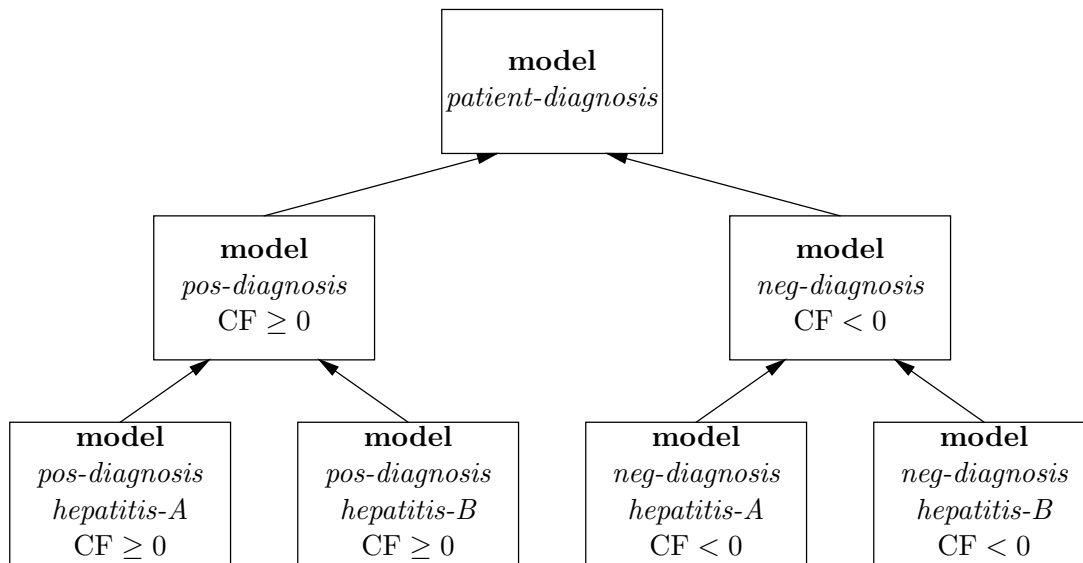 model
patient-diagnosis
model
pos-diagnosis
CF ≥ 0
model
neg-diagnosis
CF < 0
model
pos-diagnosis
hepatitis-A
CF ≥ 0
model
pos-diagnosis
hepatitis-B
CF ≥ 0
model
neg-diagnosis
hepatitis-A
CF < 0
model
neg-diagnosis
hepatitis-B
CF < 0